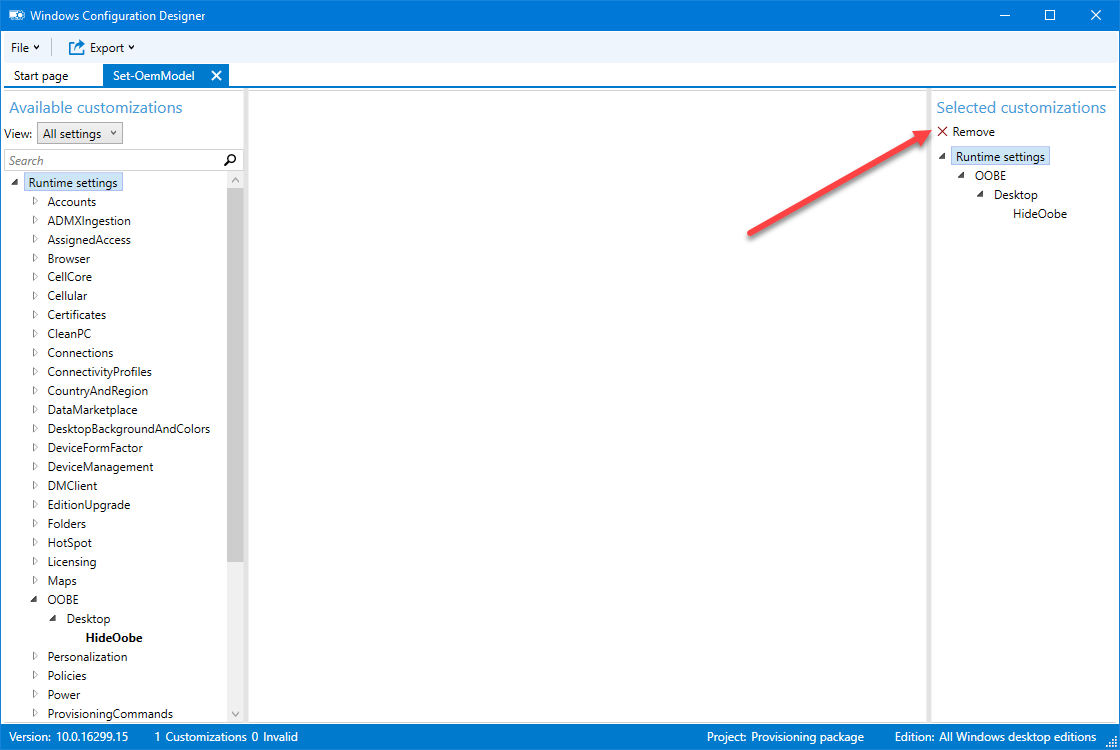 Windows Configuration Designer
File Export
Start page Set-OemModel
Available customizations
View: All settings
Search
Runtime settings
Accounts
ADMXIngestion
AssignedAccess
Browser
CellCore
Cellular
Certificates
CleanPC
Connections
ConnectivityProfiles
CountryAndRegion
DataMarketplace
DesktopBackgroundAndColors
DeviceFormFactor
DeviceManagement
DMClient
EditionUpgrade
Folders
HotSpot
Licensing
Maps
OOBE
Desktop
HideOobe
Personalization
Policies
Power
ProvisioningCommands
Selected customizations
Remove
Runtime settings
OOBE
Desktop
HideOobe
Version: 10.0.16299.15 1 Customizations 0 Invalid Project: Provisioning package Edition: All Windows desktop editions